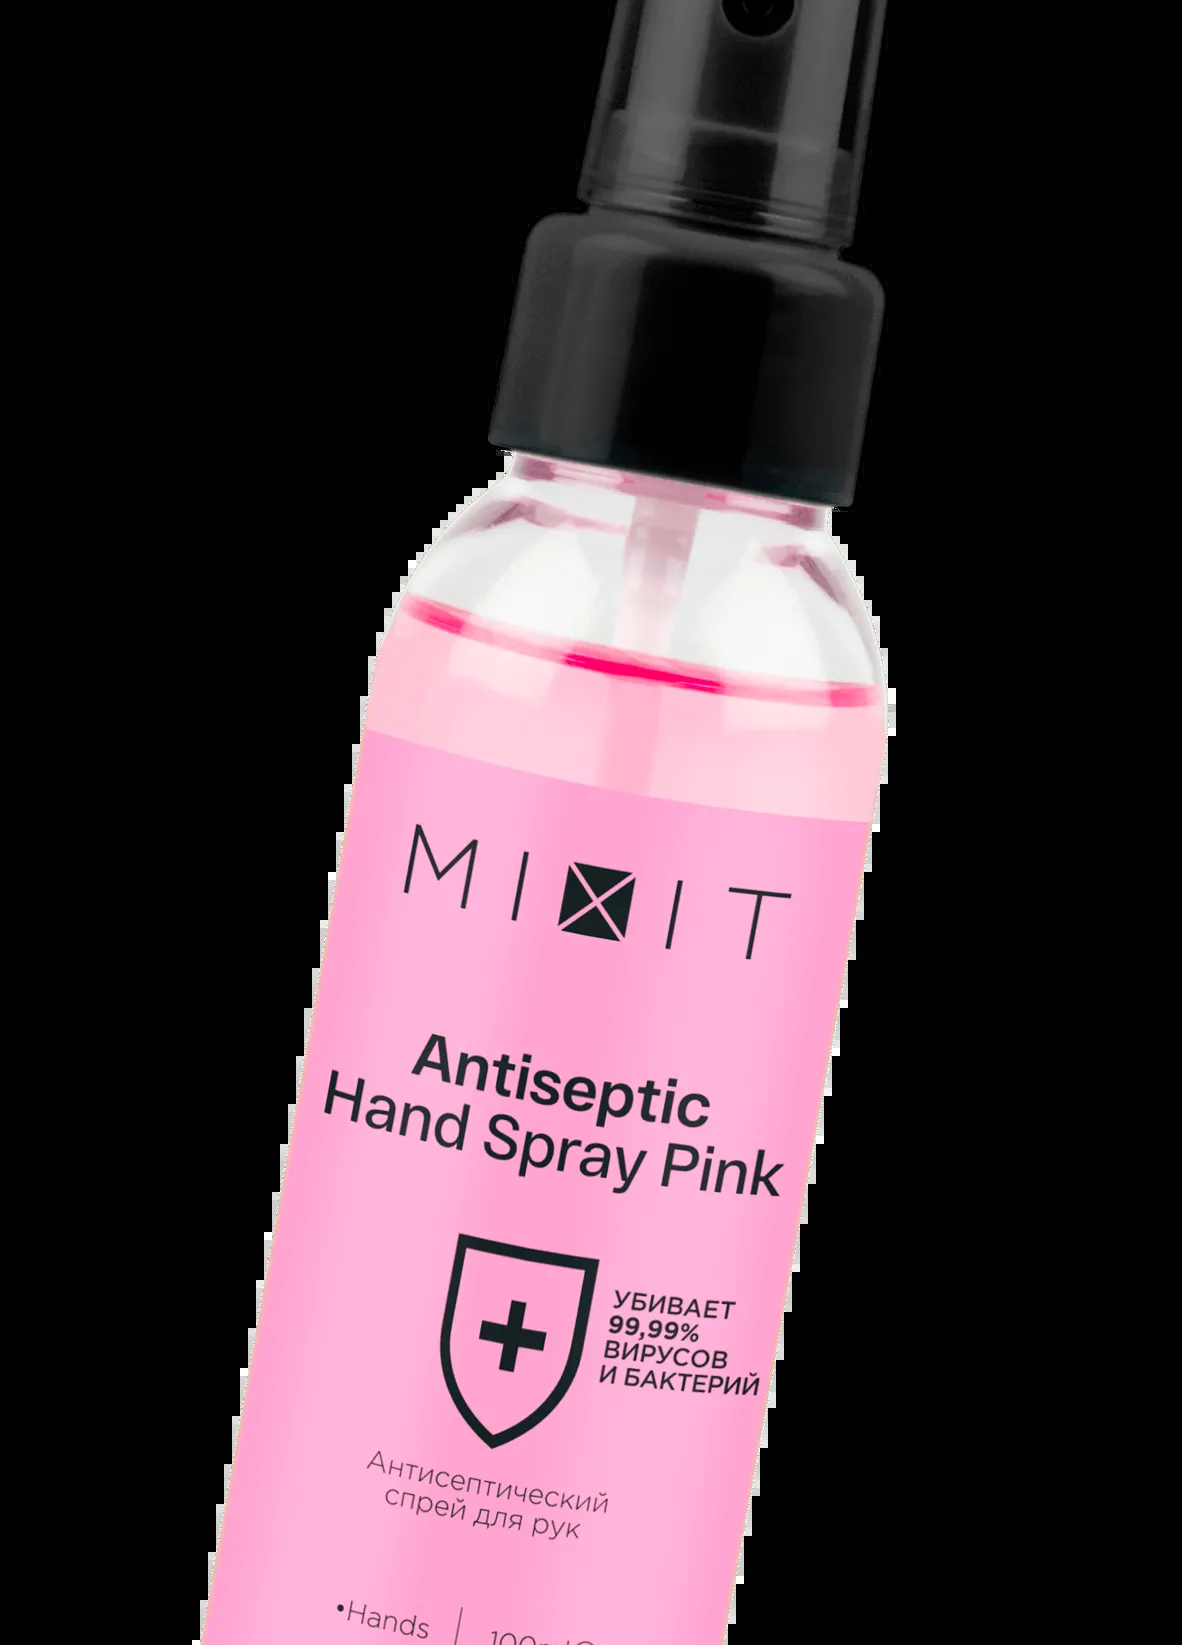 MIXIT
Antiseptic
Hand Spray Pink
УБИВАЕТ
99,99%
ВИРУСОВ
И БАКТЕРИЙ
Антисептический
спрей для рук
•Hands